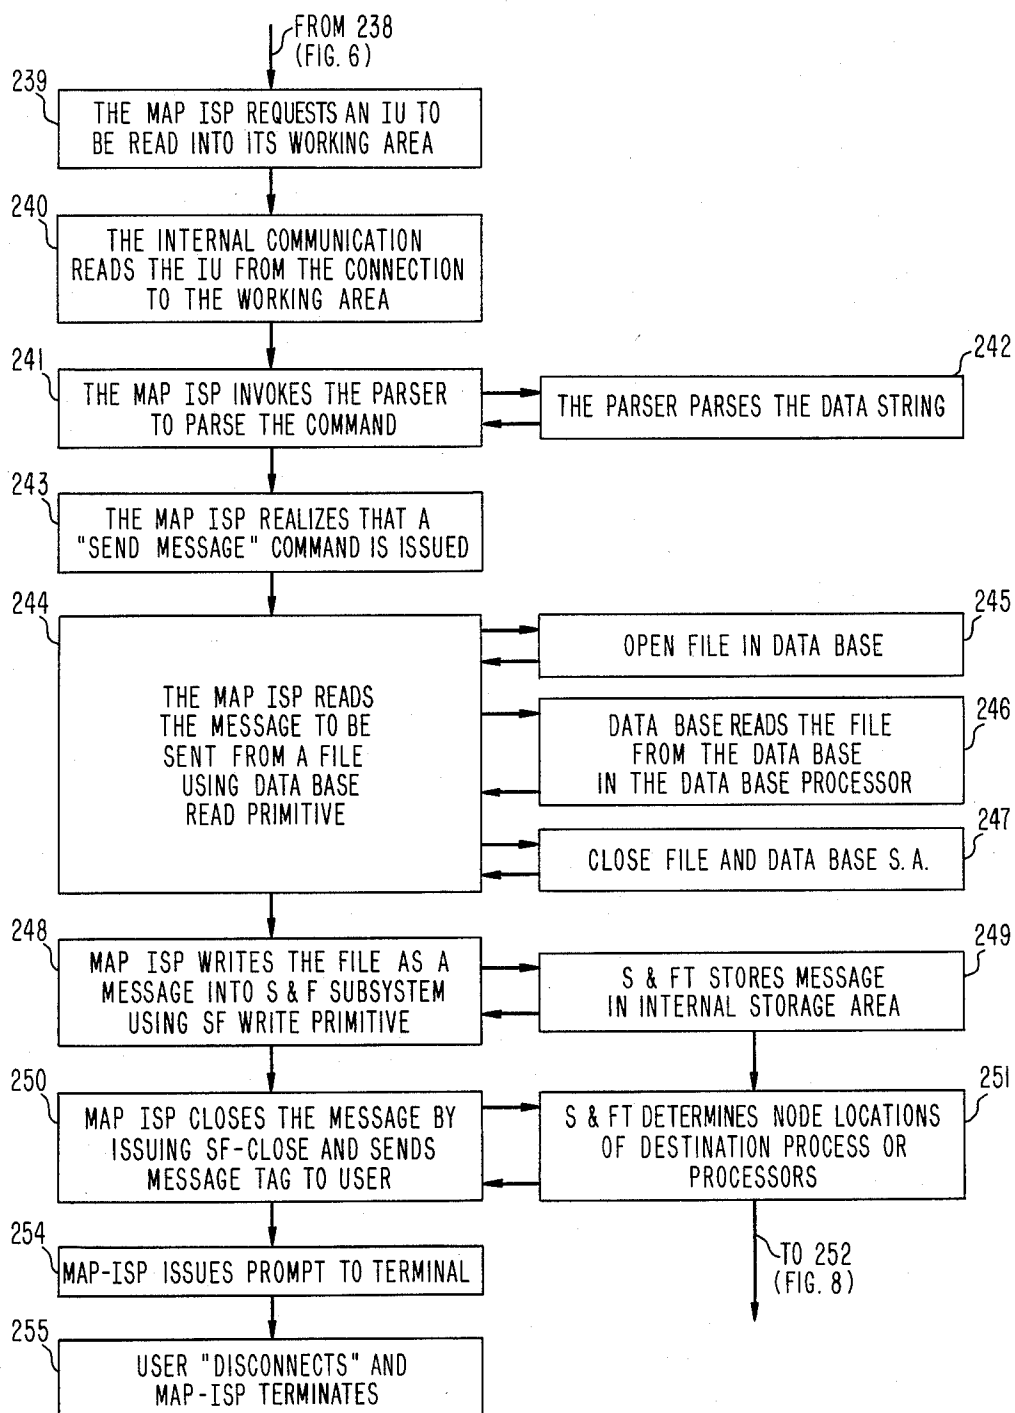 FROM 238
(FIG. 6)
239
THE MAP ISP REQUESTS AN IU TO
BE READ INTO ITS WORKING AREA
240
THE INTERNAL COMMUNICATION
READS THE IU FROM THE CONNECTION
TO THE WORKING AREA
241
THE MAP ISP INVOKES THE PARSER
TO PARSE THE COMMAND
242
THE PARSER PARSES THE DATA STRING
243
THE MAP ISP REALIZES THAT A
"SEND MESSAGE" COMMAND IS ISSUED
244
THE MAP ISP READS
THE MESSAGE TO BE
SENT FROM A FILE
USING DATA BASE
READ PRIMITIVE
245
OPEN FILE IN DATA BASE
246
DATA BASE READS THE FILE
FROM THE DATA BASE
IN THE DATA BASE PROCESSOR
247
CLOSE FILE AND DATA BASE S.A.
248
MAP ISP WRITES THE FILE AS A
MESSAGE INTO S & F SUBSYSTEM
USING SF WRITE PRIMITIVE
249
S & FT STORES MESSAGE
IN INTERNAL STORAGE AREA
250
MAP ISP CLOSES THE MESSAGE BY
ISSUING SF-CLOSE AND SENDS
MESSAGE TAG TO USER
251
S & FT DETERMINES NODE LOCATIONS
OF DESTINATION PROCESS OR
PROCESSORS
254
MAP-ISP ISSUES PROMPT TO TERMINAL
TO 252
(FIG. 8)
255
USER "DISCONNECTS" AND
MAP-ISP TERMINATES